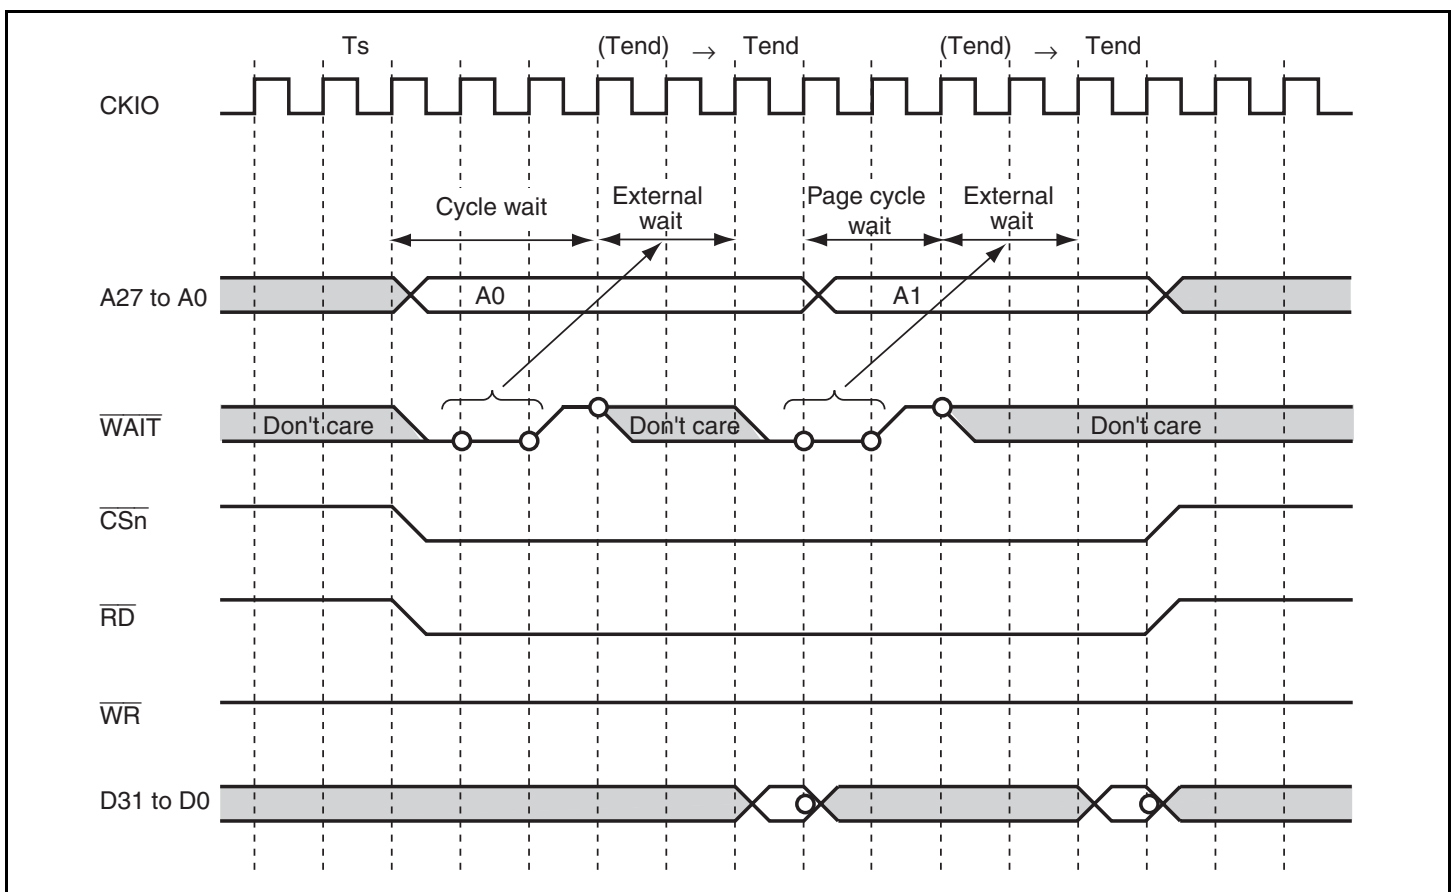 Ts (Tend) → Tend (Tend) → Tend
CKIO
Cycle wait
External
wait
Page cycle
wait
External
wait
A27 to A0
A0
A1
WAIT
Don't care
Don't care
Don't care
CSn
RD
WR
D31 to D0